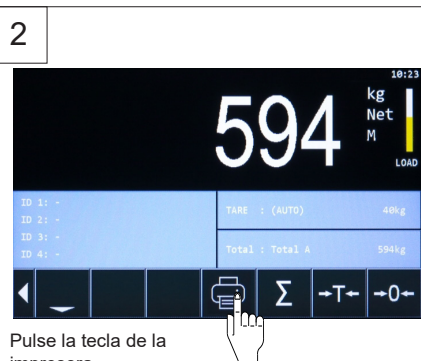 2
10:23
594
kg
Net
M
LOAD
ID 1: -
ID 2: -
ID 3: -
ID 4: -
TARE : (AUTO) 40kg
Total : Total A 594kg
Σ →T← →0←
Pulse la tecla de la
impresora